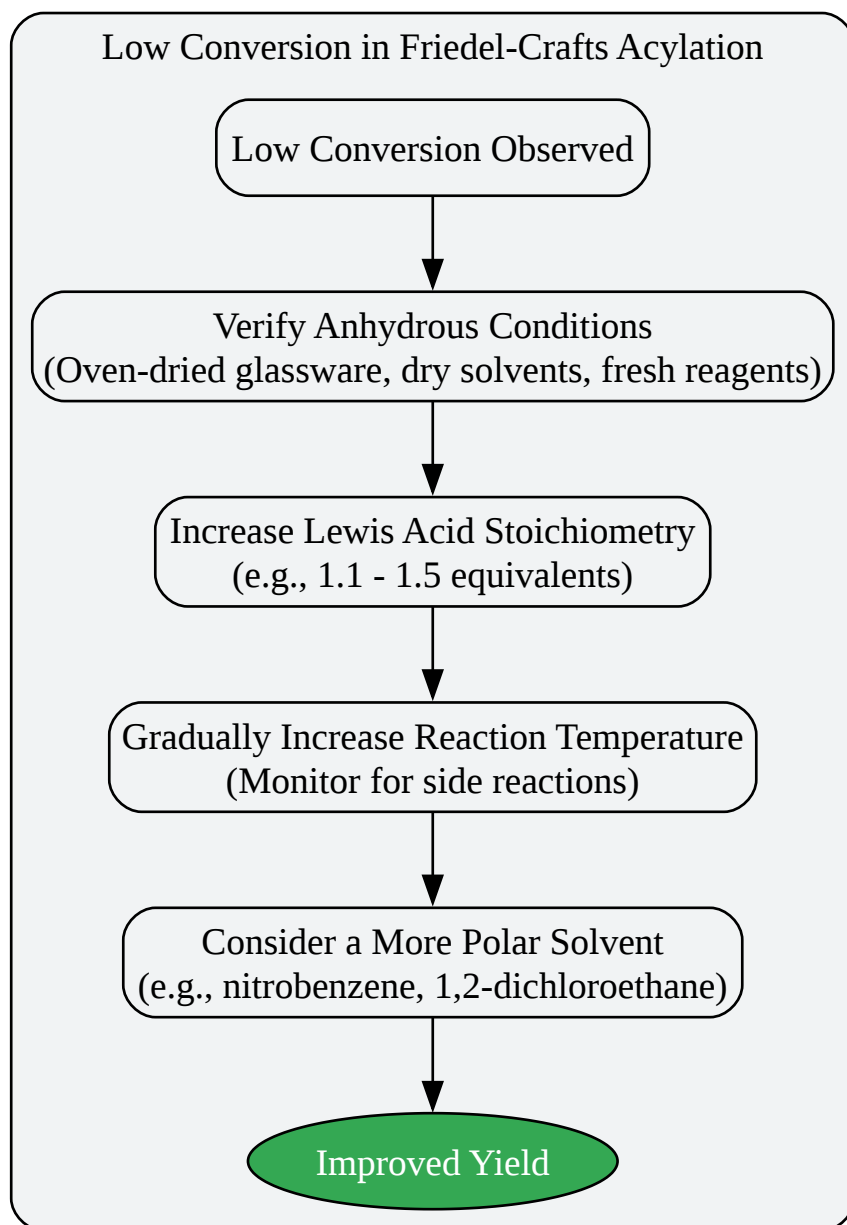 Low Conversion in Friedel-Crafts Acylation
Low Conversion Observed
Verify Anhydrous Conditions
(Oven-dried glassware, dry solvents, fresh reagents)
Increase Lewis Acid Stoichiometry
(e.g., 1.1 - 1.5 equivalents)
Gradually Increase Reaction Temperature
(Monitor for side reactions)
Consider a More Polar Solvent
(e.g., nitrobenzene, 1,2-dichloroethane)
Improved Yield